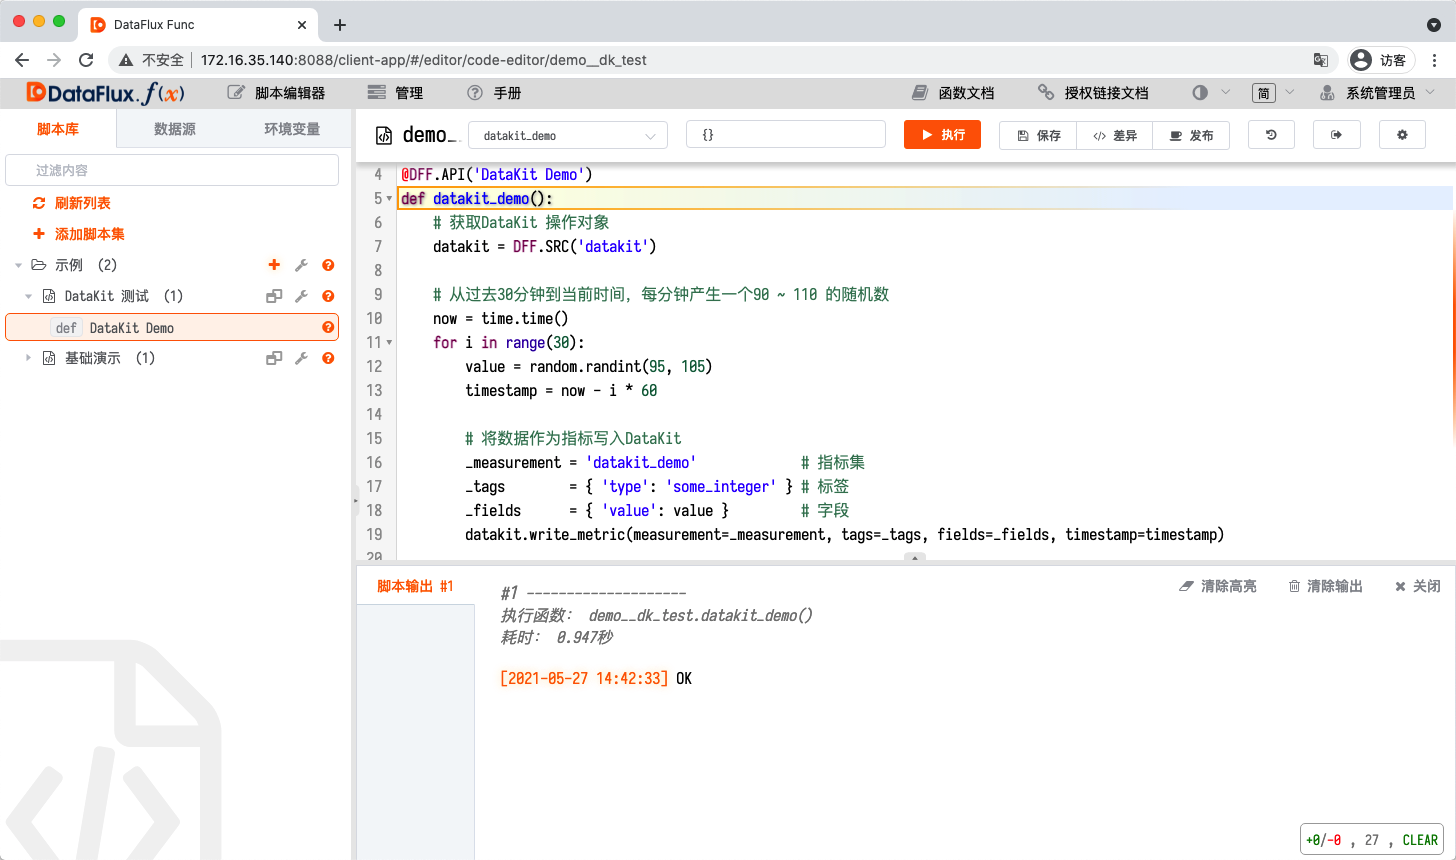 DataFlux Func
不安全
172.16.35.140:8088/client-app/#/editor/code-editor/demo__dk_test
访客
DataFlux.f(x)
脚本编辑器
管理
手册
函数文档
授权链接文档
简
系统管理员
脚本库
数据源
环境变量
过滤内容
刷新列表
添加脚本集
示例 (2)
DataKit 测试 (1)
def DataKit Demo
基础演示 (1)
demo_...
datakit_demo
{}
执行
保存
</> 差异
发布
4 @DFF.API('DataKit Demo')
5 def datakit_demo():
6 # 获取DataKit 操作对象
7 datakit = DFF.SRC('datakit')
8
9 # 从过去30分钟到当前时间，每分钟产生一个90 ~ 110 的随机数
10 now = time.time()
11 for i in range(30):
12 value = random.randint(95, 105)
13 timestamp = now - i * 60
14
15 # 将数据作为指标写入DataKit
16 _measurement = 'datakit_demo' # 指标集
17 _tags = { 'type': 'some_integer' } # 标签
18 _fields = { 'value': value } # 字段
19 datakit.write_metric(measurement=_measurement, tags=_tags, fields=_fields, timestamp=timestamp)
20
脚本输出 #1
清除高亮
清除输出
关闭
#1 --------------------
执行函数： demo__dk_test.datakit_demo()
耗时： 0.947秒
[2021-05-27 14:42:33] OK
+0/-0 , 27 , CLEAR